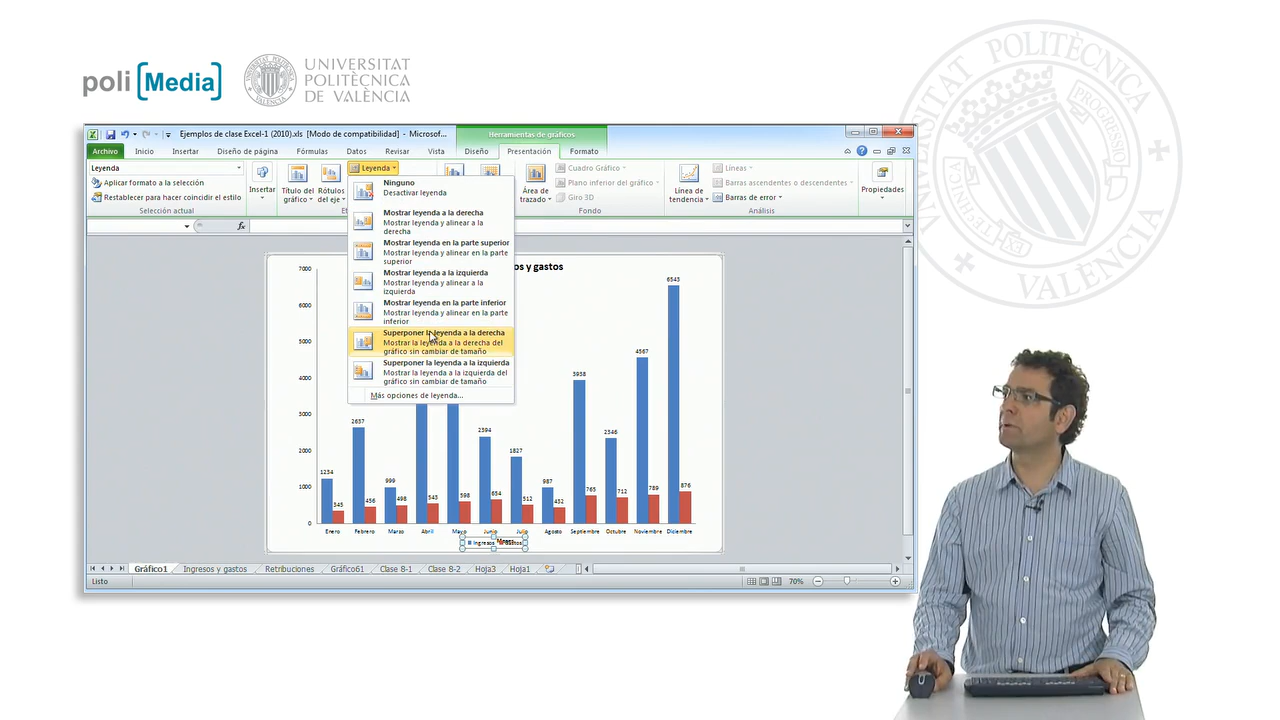 poli[Media]
UNIVERSITAT
POLITÈCNICA
DE VALÈNCIA
UNIVERSITAT POLITÈCNICA
DE VALÈNCIA
Ejemplos de clase Excel-1 (2010).xls [Modo de compatibilidad] - Microsof...
Herramientas de gráficos
Archivo Inicio Insertar Diseño de página Fórmulas Datos Revisar Vista Diseño Presentación Formato
Leyenda
Aplicar formato a la selección
Restablecer para hacer coincidir el estilo
Selección actual
Insertar
Título del gráfico
Rótulos del eje
Leyenda
Área de trazado
Cuadro Gráfico
Plano inferior del gráfico
Giro 3D
Fondo
Línea de tendencia
Líneas
Barras ascendentes o descendentes
Barras de error
Análisis
Propiedades
fx
Ninguno
Desactivar leyenda
Mostrar leyenda a la derecha
Mostrar leyenda y alinear a la
derecha
Mostrar leyenda en la parte superior
Mostrar leyenda y alinear en la parte
superior
Mostrar leyenda a la izquierda
Mostrar leyenda y alinear a la
izquierda
Mostrar leyenda en la parte inferior
Mostrar leyenda y alinear en la parte
inferior
Superponer la leyenda a la derecha
Mostrar la leyenda a la derecha del
gráfico sin cambiar de tamaño
Superponer la leyenda a la izquierda
Mostrar la leyenda a la izquierda del
gráfico sin cambiar de tamaño
Más opciones de leyenda...
y gastos
7000
6000
5000
4000
3000
2000
1000
0
1234 345
2637 456
999 498
543
598
2394 654
1827 512
987 432
3938 765
2346 712
4567 789
6543 876
Enero Febrero Marzo Abril Mayo Junio Julio Agosto Septiembre Octubre Noviembre Diciembre
Ingresos Gastos
Gráfico1 Ingresos y gastos Retribuciones Gráfico61 Clase 8-1 Clase 8-2 Hoja3 Hoja1
Listo
70%